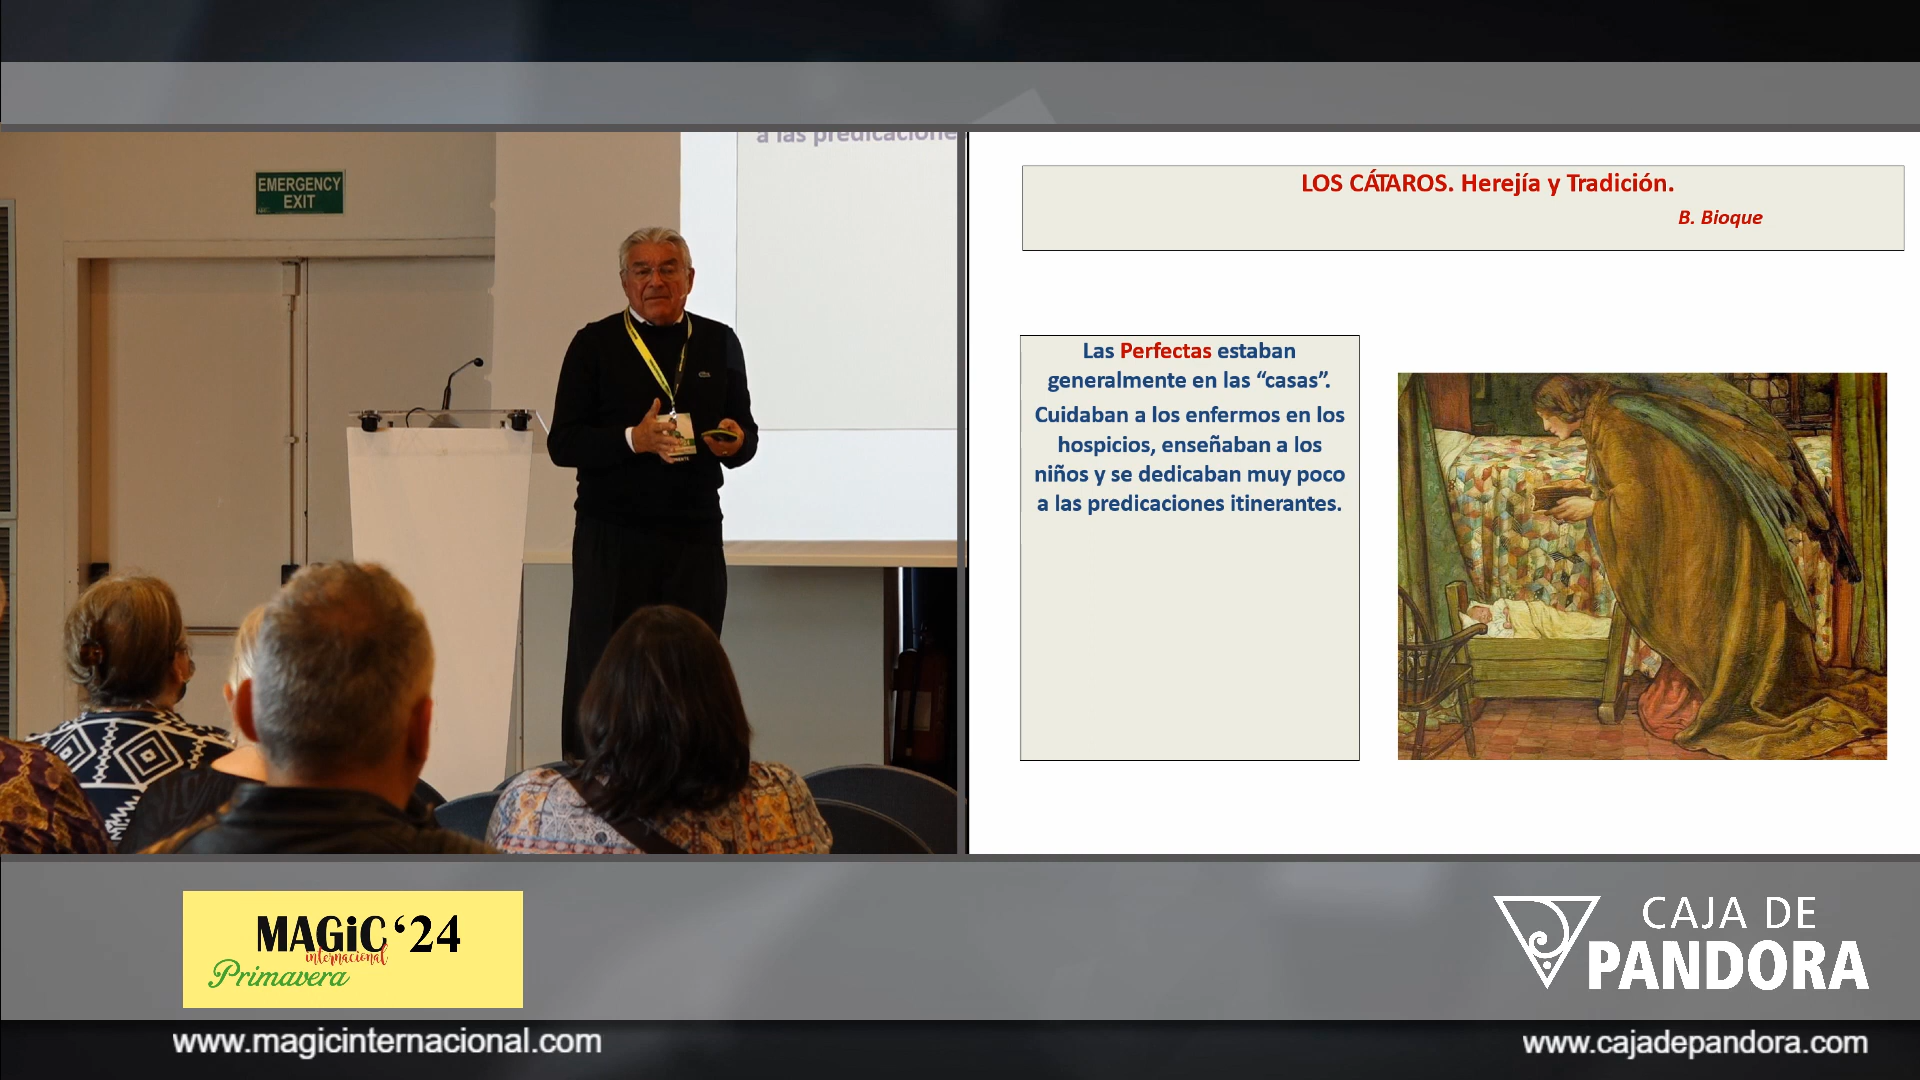 a las predicacione
EMERGENCY
EXIT
LOS CÁTAROS. Herejía y Tradición.
B. Bioque
Las Perfectas estaban
generalmente en las “casas”.
Cuidaban a los enfermos en los
hospicios, enseñaban a los
niños y se dedicaban muy poco
a las predicaciones itinerantes.
MAGiC ‘24
internacional
Primavera
CAJA DE
PANDORA
www.magicinternacional.com
www.cajadepandora.com